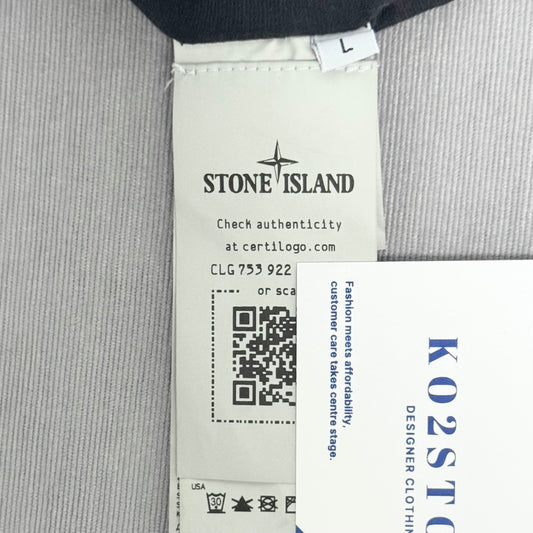 L
STONE ISLAND
Check authenticity
at certilogo.com
CLG 753 922
or sca
Fashion meets affordability,
customer care takes centre stage.
KO2STO
DESIGNER CLOTHIN
USA
30